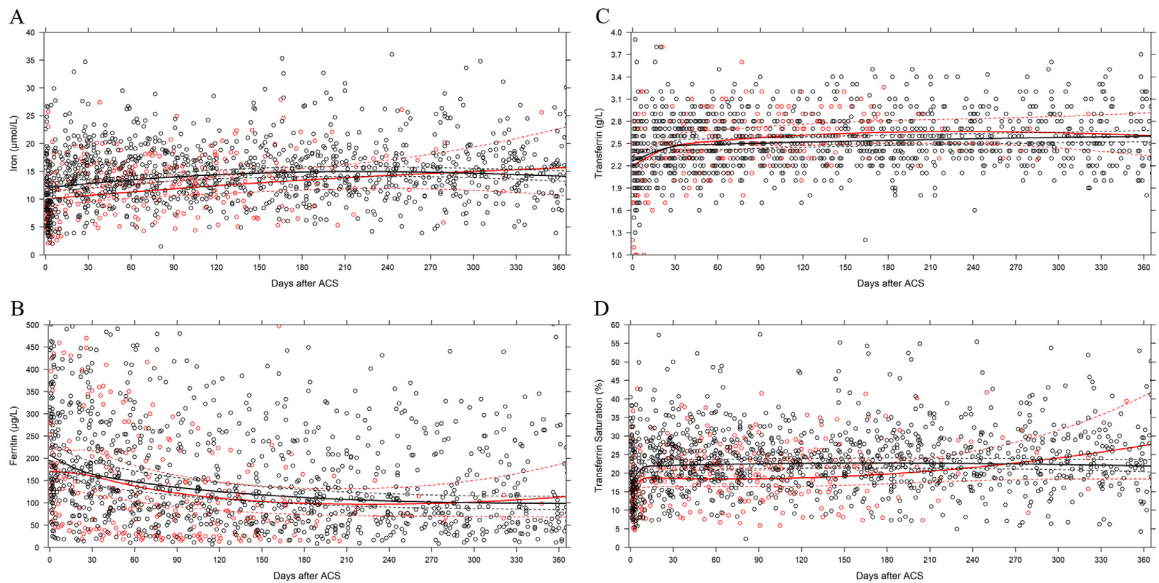 A
40
35
30
25
20
15
10
5
0
Iron (μmol/L)
0 30 60 90 120 150 180 210 240 270 300 330 360
Days after ACS
B
500
450
400
350
300
250
200
150
100
50
0
Ferritin (μg/L)
0 30 60 90 120 150 180 210 240 270 300 330 360
Days after ACS
C
4.0
3.7
3.4
3.1
2.8
2.5
2.2
1.9
1.6
1.3
1.0
Transferrin (g/L)
0 30 60 90 120 150 180 210 240 270 300 330 360
Days after ACS
D
60
55
50
45
40
35
30
25
20
15
10
5
0
Transferrin Saturation (%)
0 30 60 90 120 150 180 210 240 270 300 330 360
Days after ACS